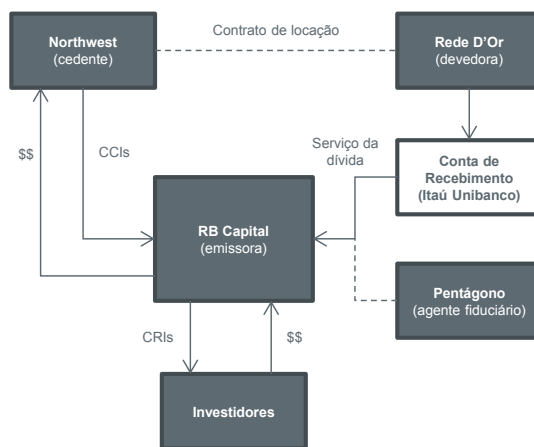 Contrato de locação
Northwest
(cedente)
Rede D'Or
(devedora)
$$
CCIs
Serviço da
dívida
Conta de
Recebimento
(Itaú Unibanco)
RB Capital
(emissora)
Pentágono
(agente fiduciário)
CRIs
$$
Investidores